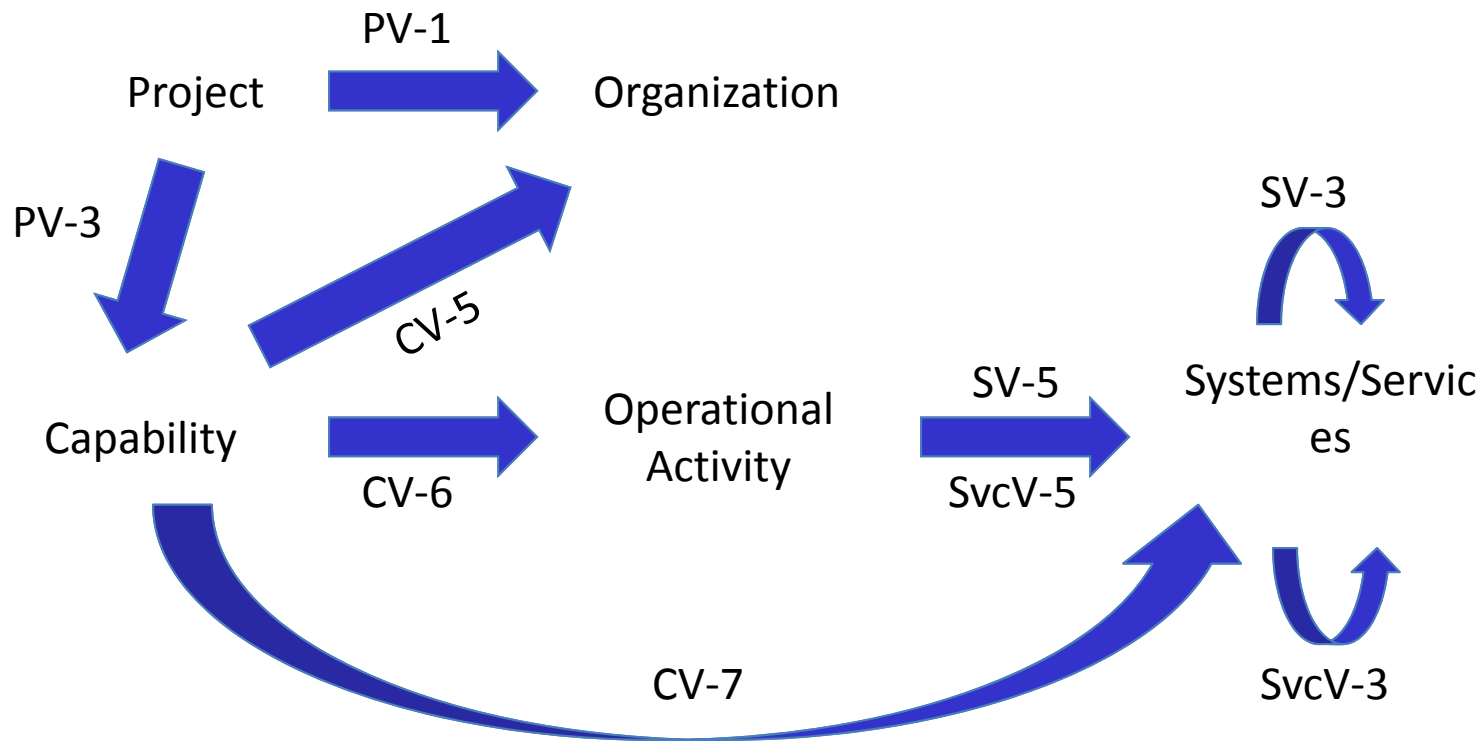 PV-1
Project
Organization
PV-3
SV-3
CV-5
Systems/Servic
es
SV-5
Operational
Activity
Capability
CV-6
SvcV-5
CV-7
SvcV-3